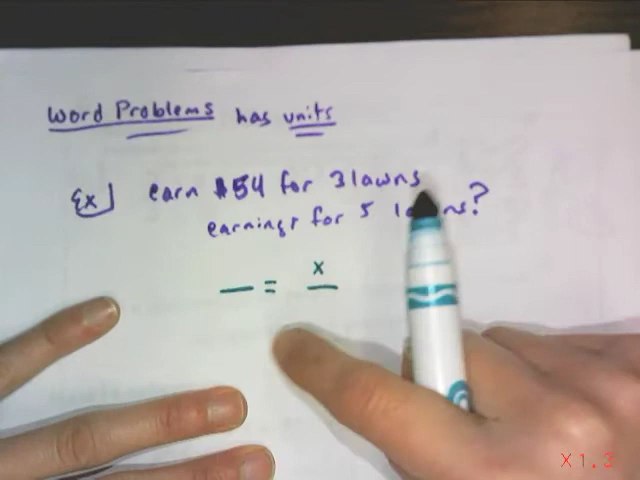 Word Problems has units
Ex] earn $54 for 3 lawns
earnings for 5 ?
— = x
—
X1.3